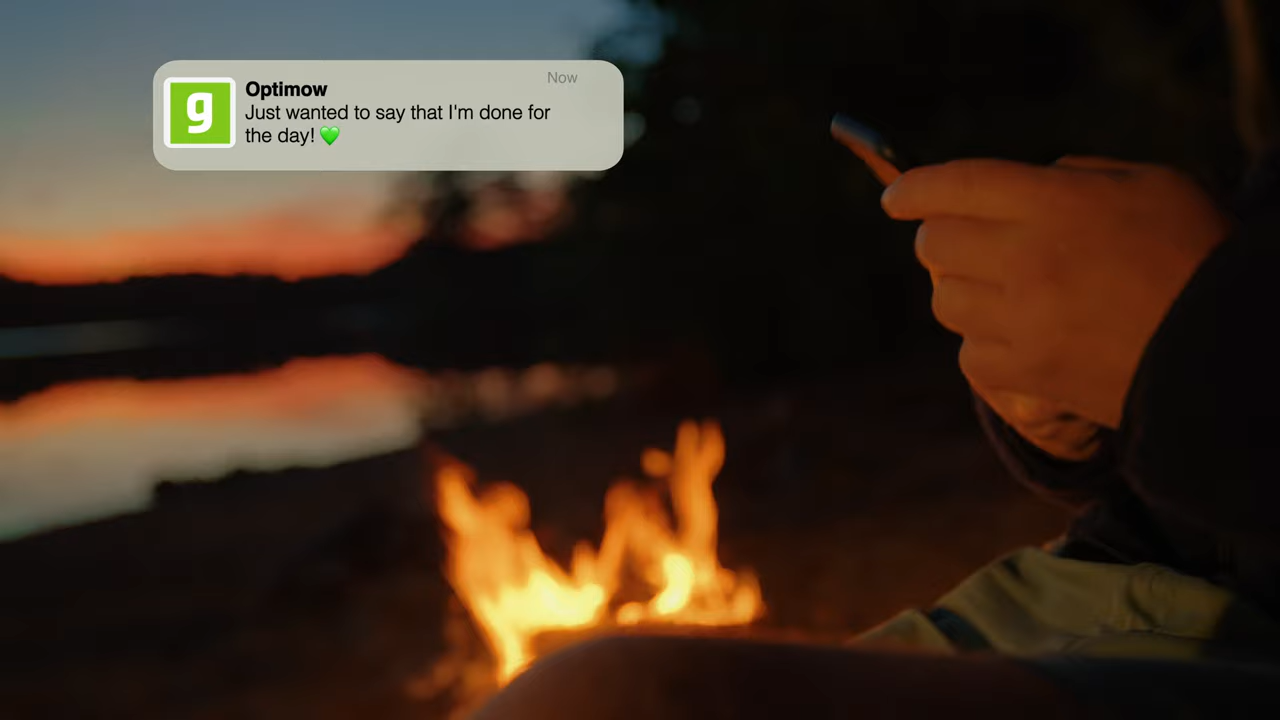 Now
g
Optimow
Just wanted to say that I'm done for
the day! 💚